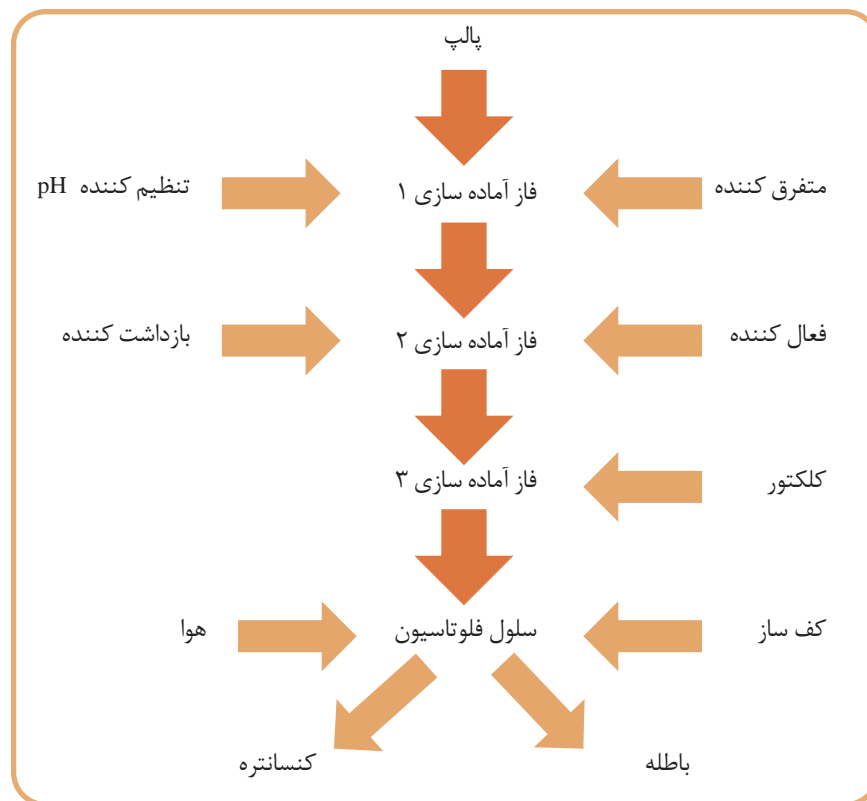 پالپ
متفرق کننده
فاز آماده سازی ۱
تنظیم کننده pH
فعال کننده
فاز آماده سازی ۲
بازداشت کننده
کلکتور
فاز آماده سازی ۳
کف ساز
سلول فلوتاسیون
هوا
باطله
کنسانتره